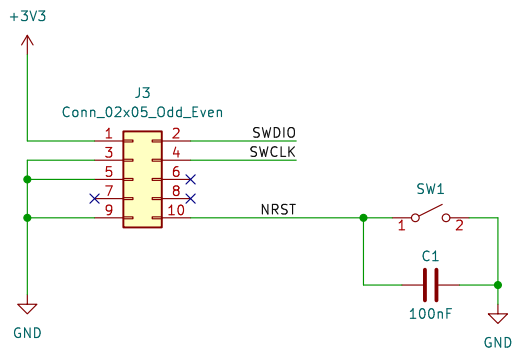 +3V3
J3
Conn_02x05_Odd_Even
1 2 SWDIO
3 4 SWCLK
5 6
7 8
9 10 NRST
SW1
1 2
C1
100nF
GND
GND